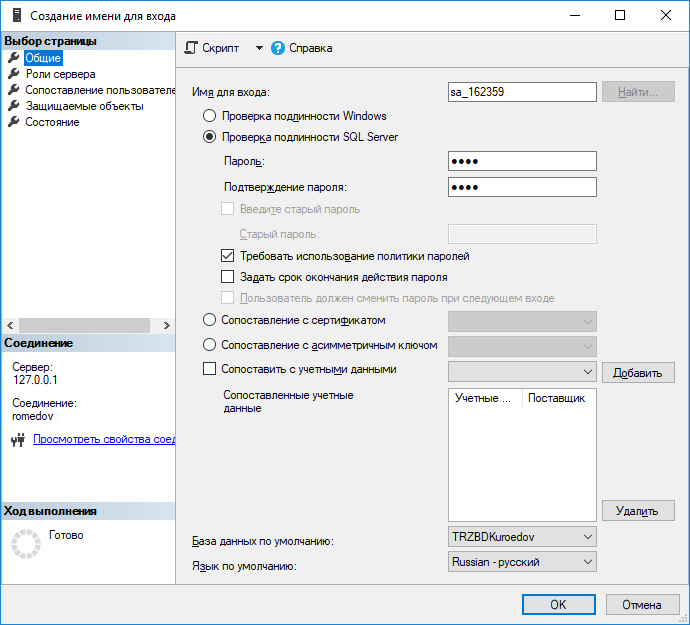 Создание имени для входа
Выбор страницы
Общие
Роли сервера
Сопоставление пользователе
Защищаемые объекты
Состояние
Скрипт
Справка
Имя для входа:
sa_162359
Найти...
Проверка подлинности Windows
Проверка подлинности SQL Server
Пароль:
●●●●
Подтверждение пароля:
●●●●
Введите старый пароль
Старый пароль:
Требовать использование политики паролей
Задать срок окончания действия пароля
Пользователь должен сменить пароль при следующем входе
Сопоставление с сертификатом
Сопоставление с асимметричным ключом
Сопоставить с учетными данными
Добавить
Сопоставленные учетные
данные
Учетные ...
Поставщик
Удалить
База данных по умолчанию:
TRZBDKuroedov
Язык по умолчанию:
Russian - русский
Соединение
Сервер:
127.0.0.1
Соединение:
romedov
Просмотреть свойства соед
Ход выполнения
Готово
OK
Отмена